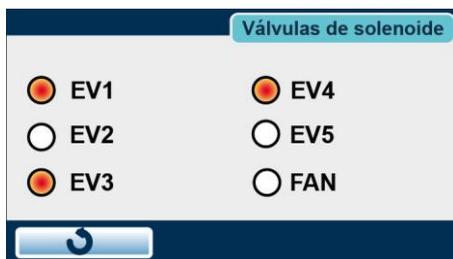 Válvulas de solenoide
EV1
EV2
EV3
EV4
EV5
FAN